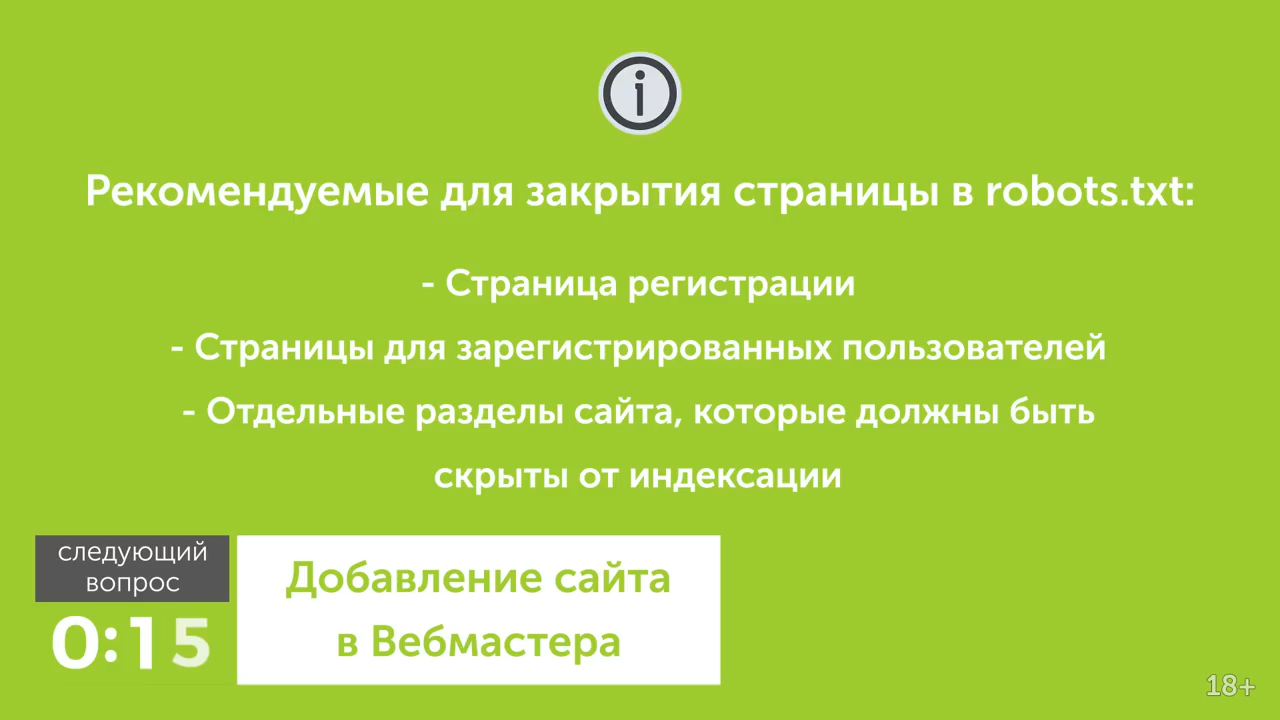 Рекомендуемые для закрытия страницы в robots.txt:
- Страница регистрации
- Страницы для зарегистрированных пользователей
- Отдельные разделы сайта, которые должны быть
скрыты от индексации
следующий
вопрос
0:15
Добавление сайта
в Вебмастера
18+